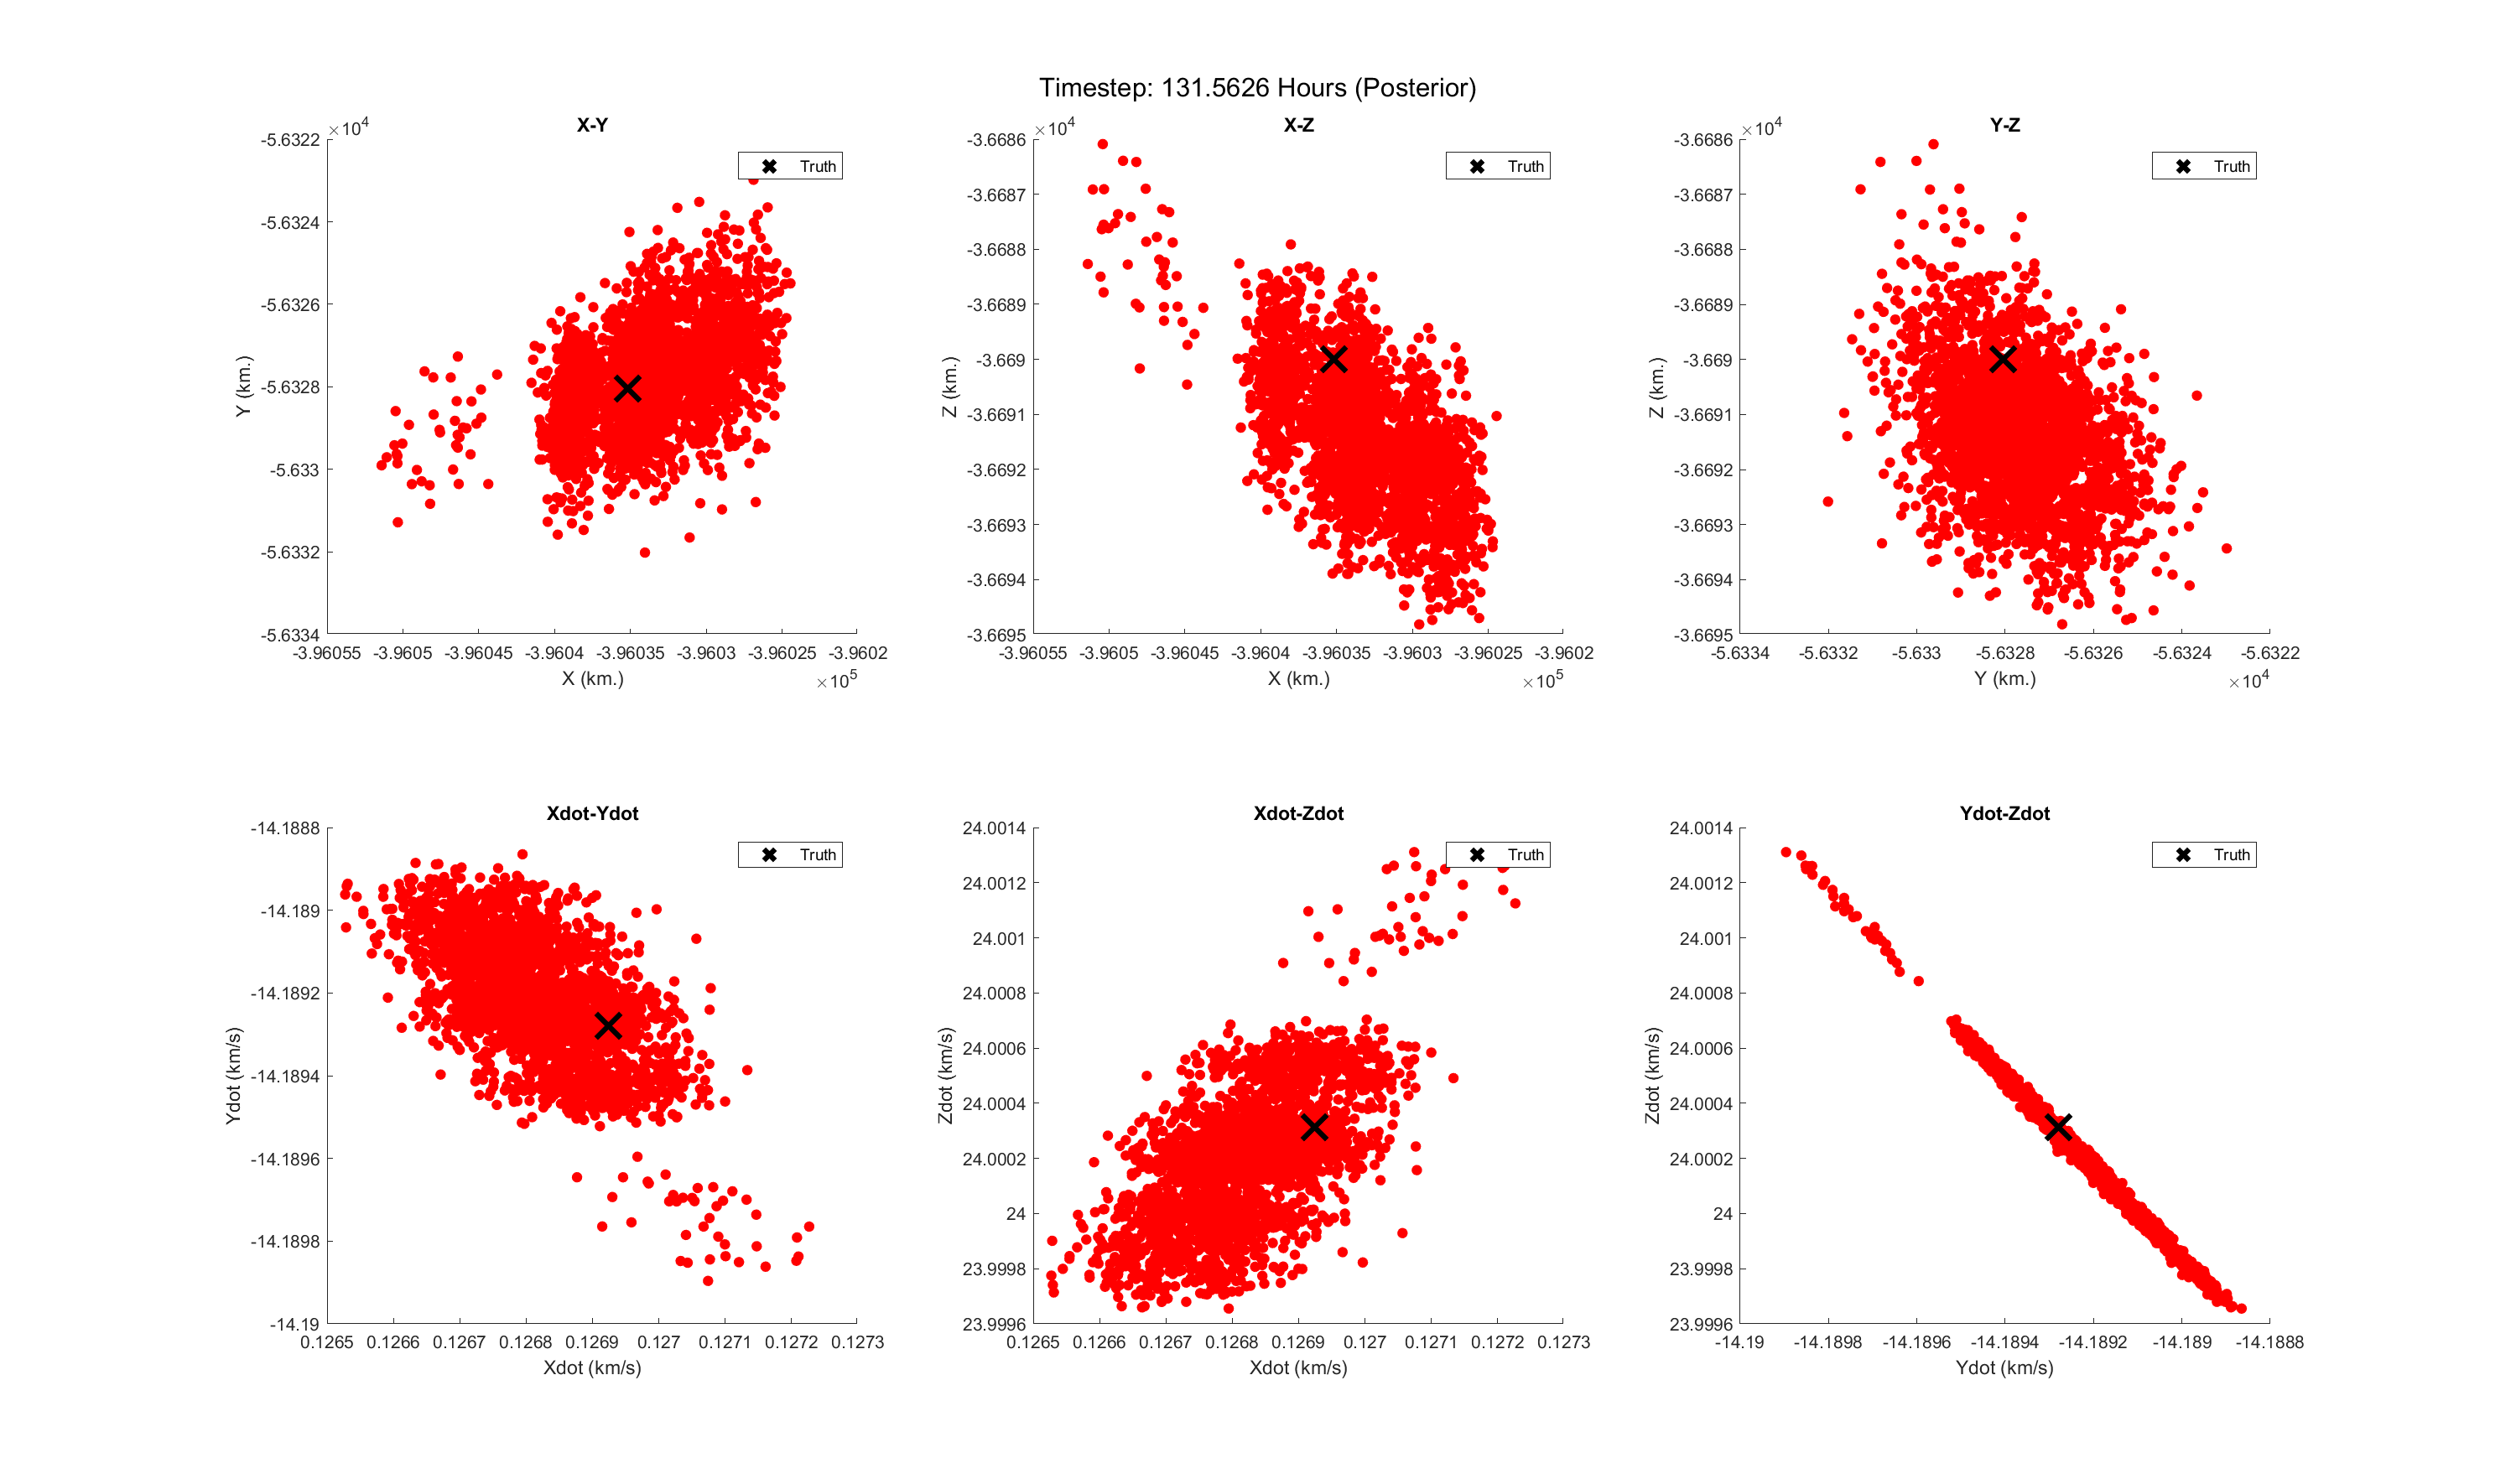 Timestep: 131.5626 Hours (Posterior)
X-Y
×10^4
Truth
-5.6322
-5.6324
-5.6326
-5.6328
-5.633
-5.6332
-5.6334
Y (km.)
-3.96055 -3.9605 -3.96045 -3.9604 -3.96035 -3.9603 -3.96025 -3.9602
X (km.)
×10^5
X-Z
×10^4
Truth
-3.6686
-3.6687
-3.6688
-3.6689
-3.669
-3.6691
-3.6692
-3.6693
-3.6694
-3.6695
Z (km.)
-3.96055 -3.9605 -3.96045 -3.9604 -3.96035 -3.9603 -3.96025 -3.9602
X (km.)
×10^5
Y-Z
×10^4
Truth
-3.6686
-3.6687
-3.6688
-3.6689
-3.669
-3.6691
-3.6692
-3.6693
-3.6694
-3.6695
Z (km.)
-5.6334 -5.6332 -5.633 -5.6328 -5.6326 -5.6324 -5.6322
Y (km.)
×10^4
Xdot-Ydot
Truth
-14.1888
-14.189
-14.1892
-14.1894
-14.1896
-14.1898
-14.19
Ydot (km/s)
0.1265 0.1266 0.1267 0.1268 0.1269 0.127 0.1271 0.1272 0.1273
Xdot (km/s)
Xdot-Zdot
Truth
24.0014
24.0012
24.001
24.0008
24.0006
24.0004
24.0002
24
23.9998
23.9996
Zdot (km/s)
0.1265 0.1266 0.1267 0.1268 0.1269 0.127 0.1271 0.1272 0.1273
Xdot (km/s)
Ydot-Zdot
Truth
24.0014
24.0012
24.001
24.0008
24.0006
24.0004
24.0002
24
23.9998
23.9996
Zdot (km/s)
-14.19 -14.1898 -14.1896 -14.1894 -14.1892 -14.189 -14.1888
Ydot (km/s)